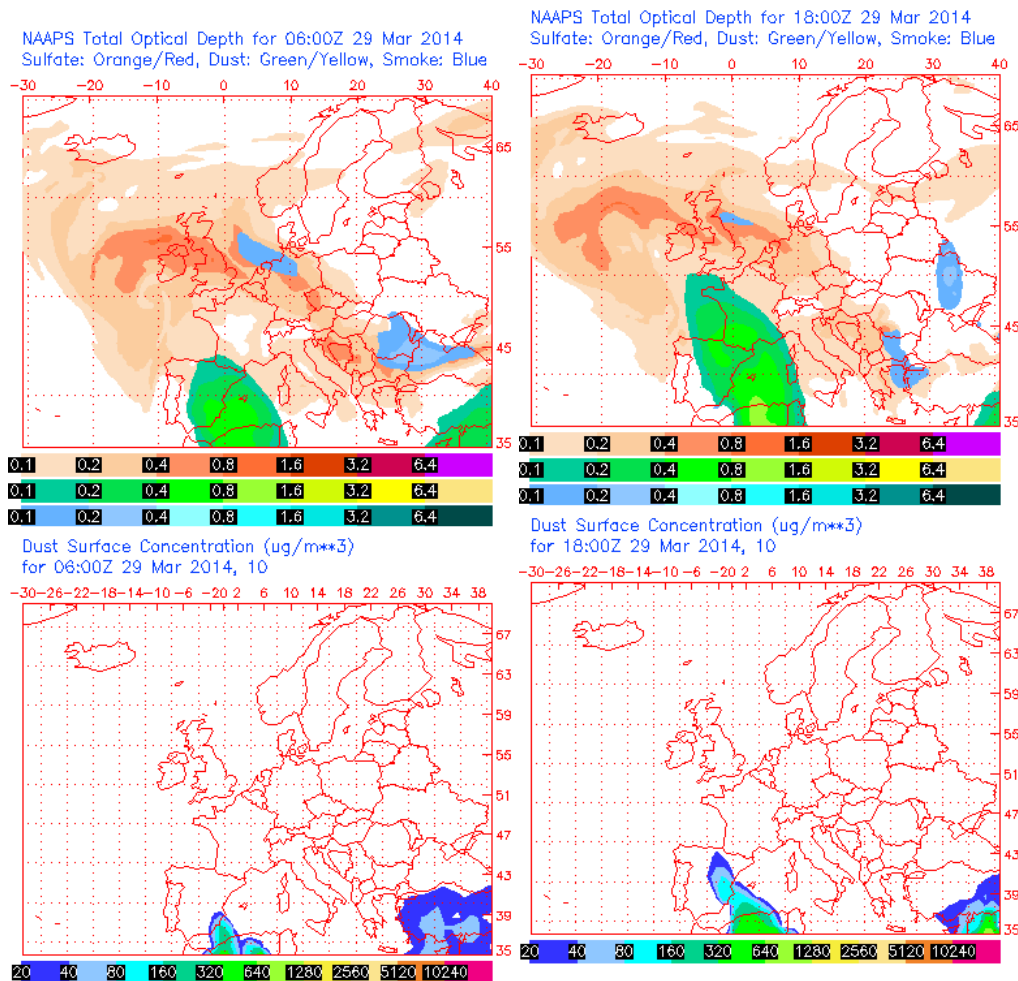 NAAPS Total Optical Depth for 06:00Z 29 Mar 2014
Sulfate: Orange/Red, Dust: Green/Yellow, Smoke: Blue
-30 -20 -10 0 10 20 30 40
65
55
45
35
0.1 0.2 0.4 0.8 1.6 3.2 6.4
0.1 0.2 0.4 0.8 1.6 3.2 6.4
0.1 0.2 0.4 0.8 1.6 3.2 6.4
NAAPS Total Optical Depth for 18:00Z 29 Mar 2014
Sulfate: Orange/Red, Dust: Green/Yellow, Smoke: Blue
-30 -20 -10 0 10 20 30 40
65
55
45
35
0.1 0.2 0.4 0.8 1.6 3.2 6.4
0.1 0.2 0.4 0.8 1.6 3.2 6.4
0.1 0.2 0.4 0.8 1.6 3.2 6.4
Dust Surface Concentration (ug/m**3)
for 06:00Z 29 Mar 2014, 10
-30-26-22-18-14-10 -6 -20 2 6 10 14 18 22 26 30 34 38
67
63
59
55
51
47
43
39
35
20 40 80 160 320 640 1280 2560 5120 10240
Dust Surface Concentration (ug/m**3)
for 18:00Z 29 Mar 2014, 10
-30-26-22-18-14-10 -6 -20 2 6 10 14 18 22 26 30 34 38
67
63
59
55
51
47
43
39
35
20 40 80 160 320 640 1280 2560 5120 10240